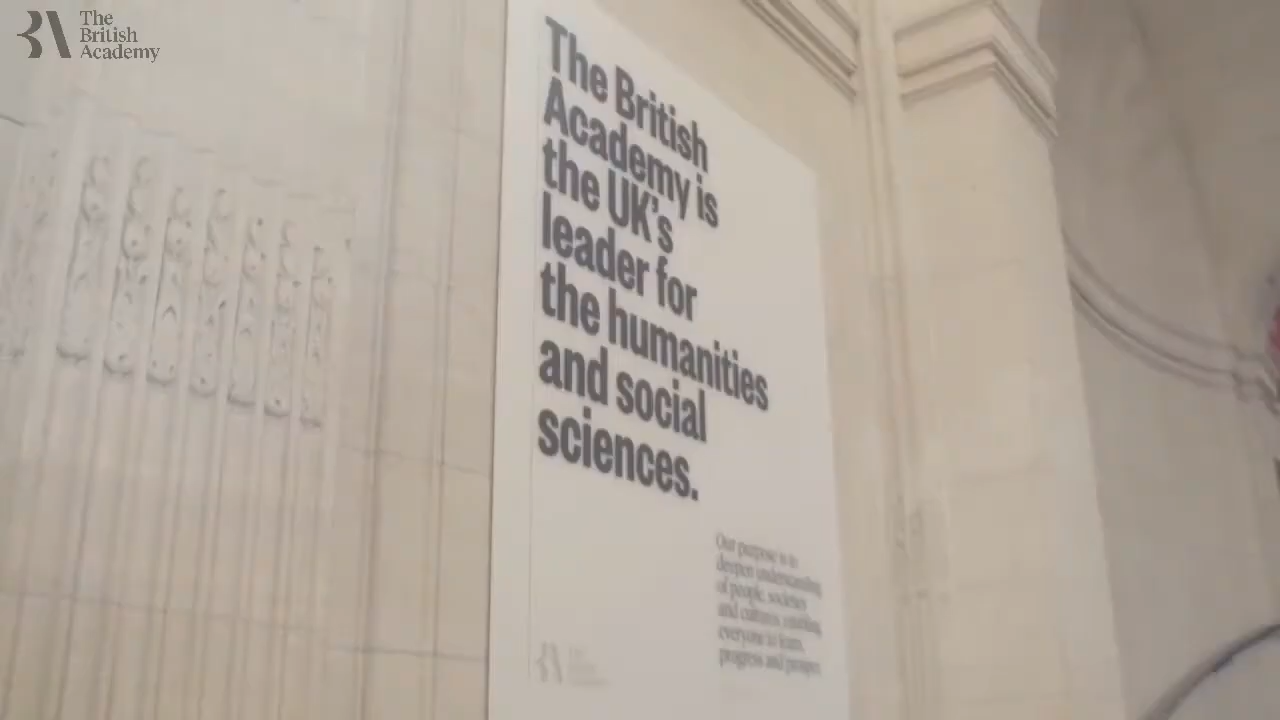 The
British
Academy
The British
Academy is
the UK's
leader for
the humanities
and social
sciences.
Our purpose is to
deepen understanding
of people, societies
and cultures, enabling
everyone to learn,
progress and prosper.